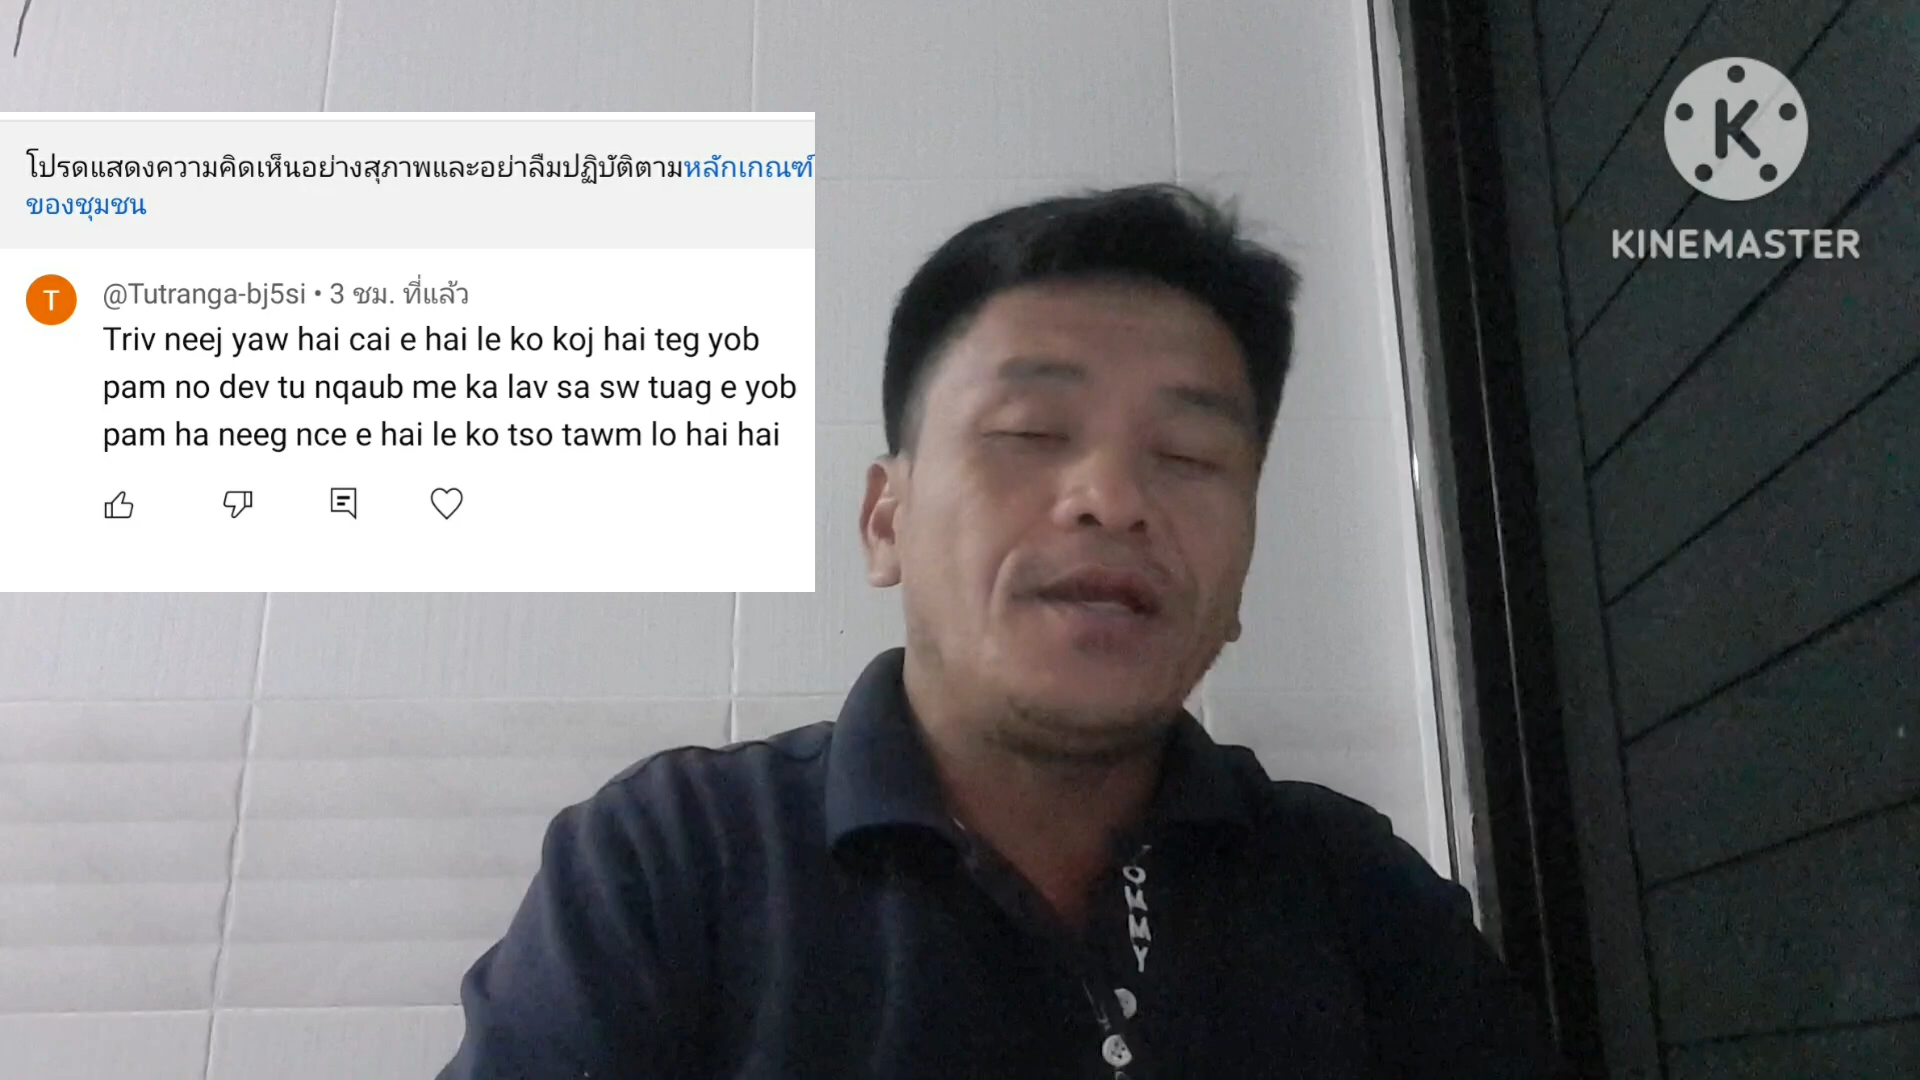 โปรดแสดงความคิดเห็นอย่างสุภาพและอย่าลืมปฏิบัติตามหลักเกณฑ์
ของชุมชน
T
@Tutranga-bj5si • 3 ชม. ที่แล้ว
Triv neej yaw hai cai e hai le ko koj hai teg yob
pam no dev tu nqaub me ka lav sa sw tuag e yob
pam ha neeg nce e hai le ko tso tawm lo hai hai
K
KINEMASTER
OMMY